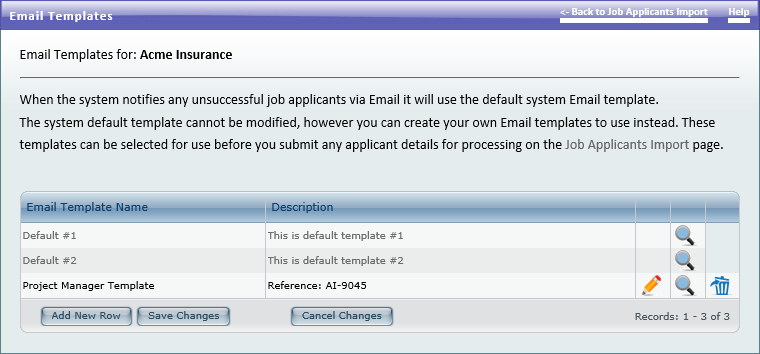 Email Templates
<- Back to Job Applicants Import Help
Email Templates for: Acme Insurance
When the system notifies any unsuccessful job applicants via Email it will use the default system Email template.
The system default template cannot be modified, however you can create your own Email templates to use instead. These
templates can be selected for use before you submit any applicant details for processing on the Job Applicants Import page.
Email Template Name Description
Default #1 This is default template #1
Default #2 This is default template #2
Project Manager Template Reference: AI-9045
Add New Row Save Changes Cancel Changes Records: 1 - 3 of 3